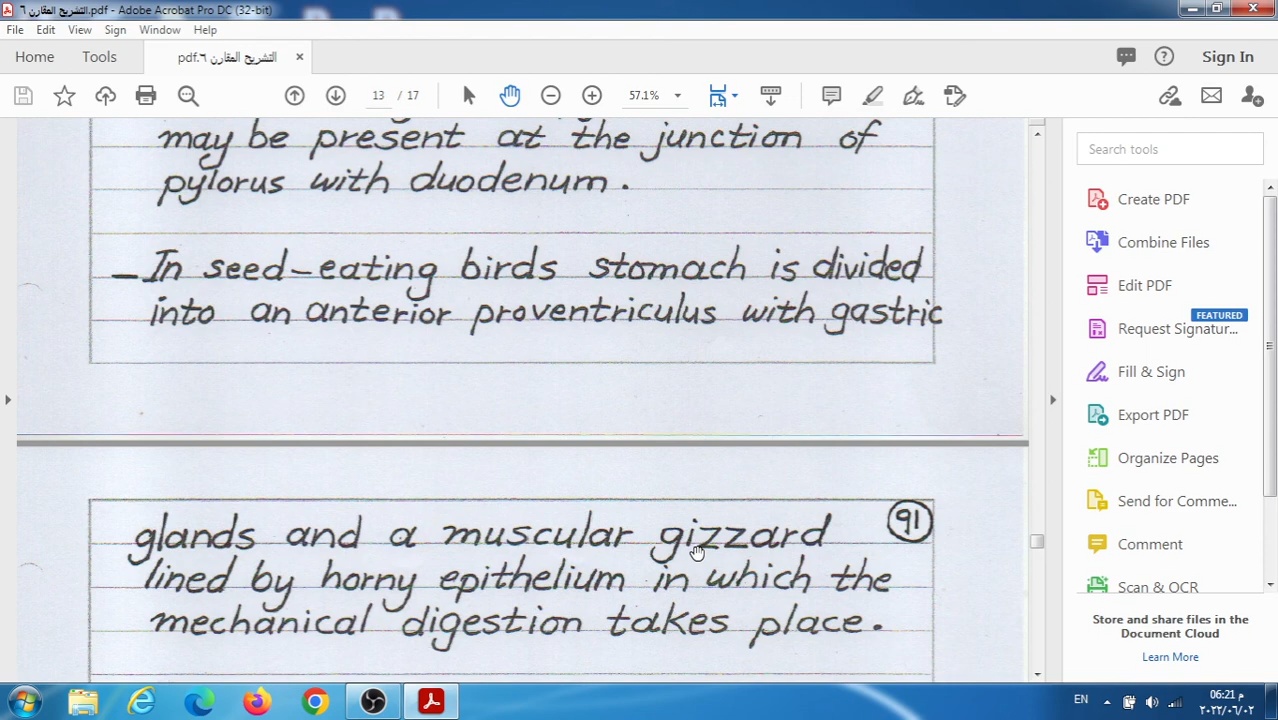 التشريح المقارن ٦.pdf - Adobe Acrobat Pro DC (32-bit)
File Edit View Sign Window Help
Home Tools التشريح المقارن ٦.pdf × Sign In
13 / 17 57.1%
may be present at the junction of
pylorus with duodenum.
- In seed-eating birds stomach is divided
into an anterior proventriculus with gastric
91
glands and a muscular gizzard
lined by horny epithelium in which the
mechanical digestion takes place.
Search tools
Create PDF
Combine Files
Edit PDF
FEATURED
Request Signatur...
Fill & Sign
Export PDF
Organize Pages
Send for Comme...
Comment
Scan & OCR
Store and share files in the
Document Cloud
Learn More
EN
06:21 م
٢٠٢٢/٠٦/٠٢